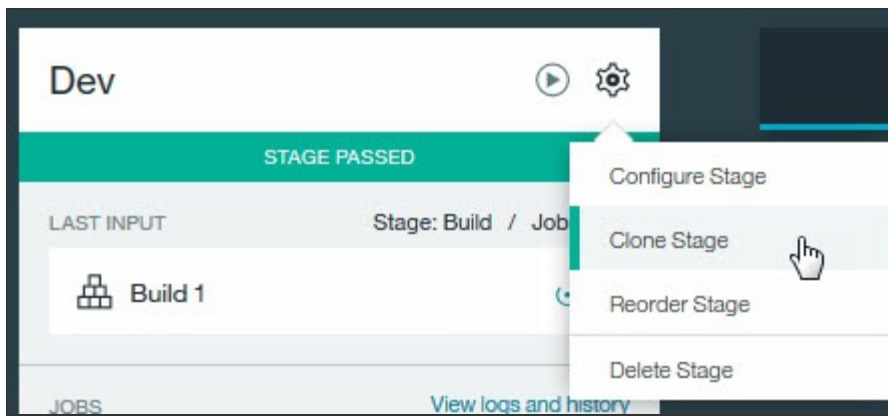 Dev
STAGE PASSED
LAST INPUT
Stage: Build / Job
Build 1
JOBS
View logs and history
Configure Stage
Clone Stage
Reorder Stage
Delete Stage